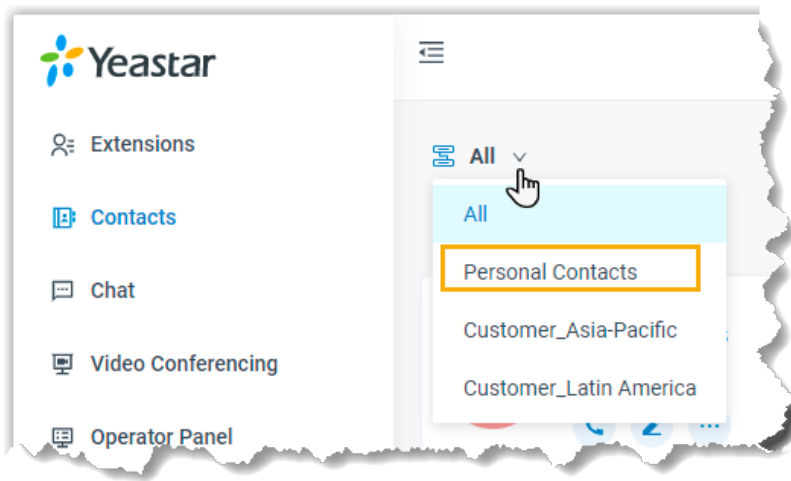 Yeastar
Extensions
Contacts
Chat
Video Conferencing
Operator Panel
All
All
Personal Contacts
Customer_Asia-Pacific
Customer_Latin America